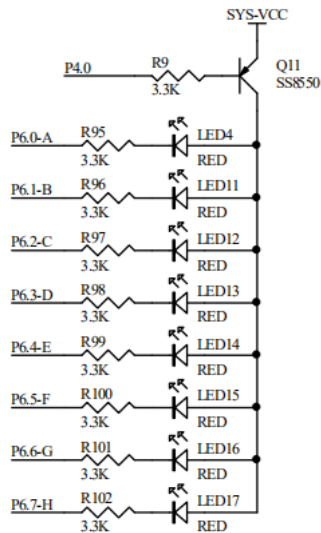 SYS-VCC
P4.0 R9 Q11
3.3K SS8550
P6.0-A R95 LED4
3.3K RED
P6.1-B R96 LED11
3.3K RED
P6.2-C R97 LED12
3.3K RED
P6.3-D R98 LED13
3.3K RED
P6.4-E R99 LED14
3.3K RED
P6.5-F R100 LED15
3.3K RED
P6.6-G R101 LED16
3.3K RED
P6.7-H R102 LED17
3.3K RED